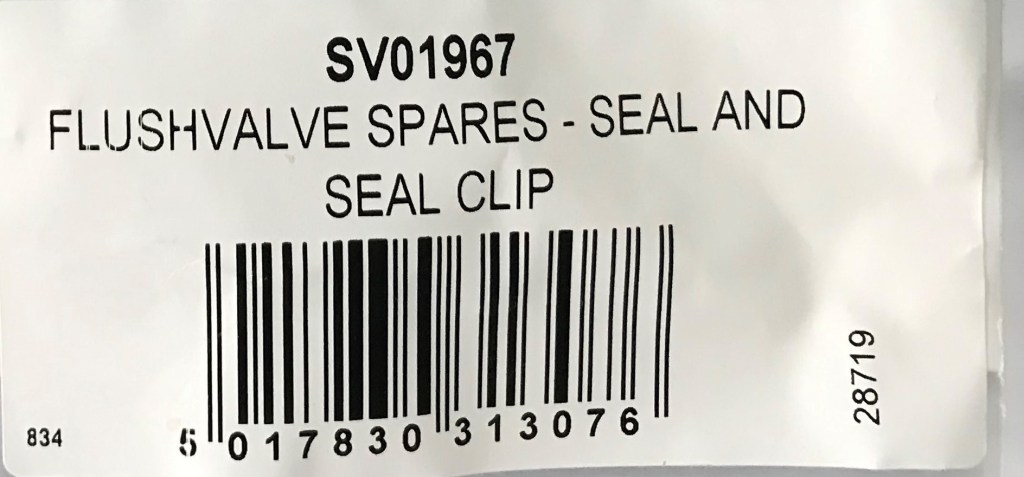 SV01967
FLUSHVALVE SPARES - SEAL AND
SEAL CLIP
5 017830 313076
834
28719